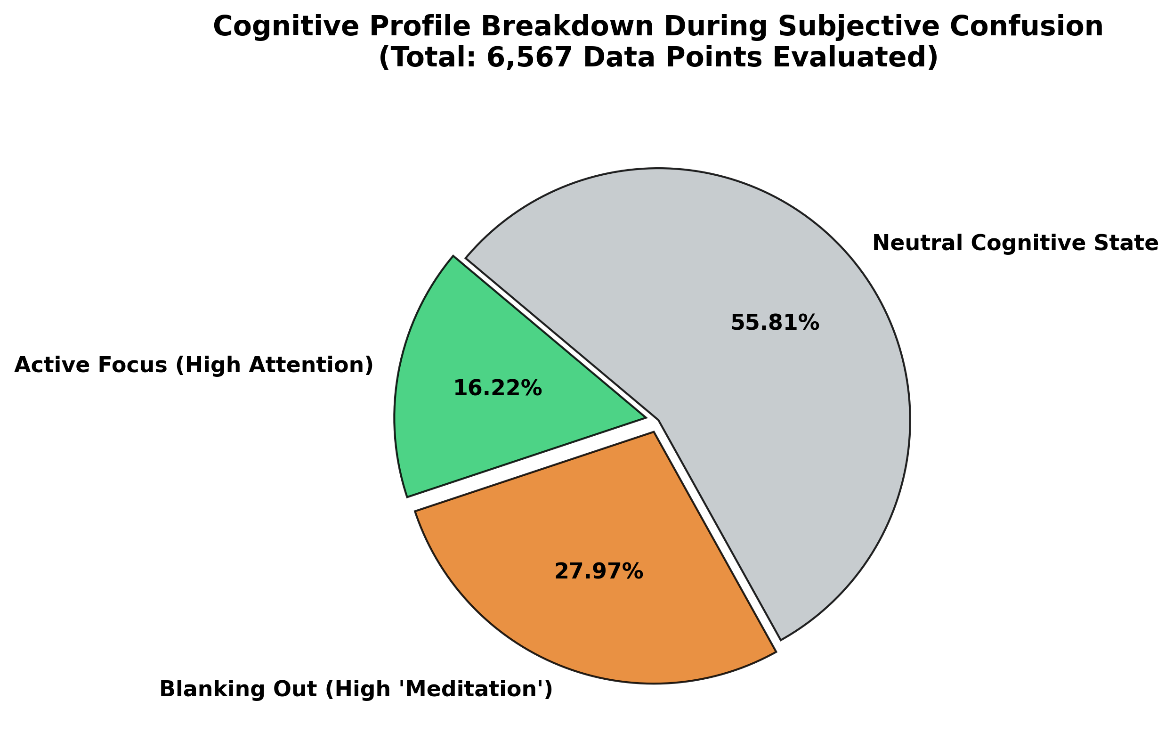 Cognitive Profile Breakdown During Subjective Confusion
(Total: 6,567 Data Points Evaluated)
Neutral Cognitive State
55.81%
Active Focus (High Attention)
16.22%
27.97%
Blanking Out (High 'Meditation')